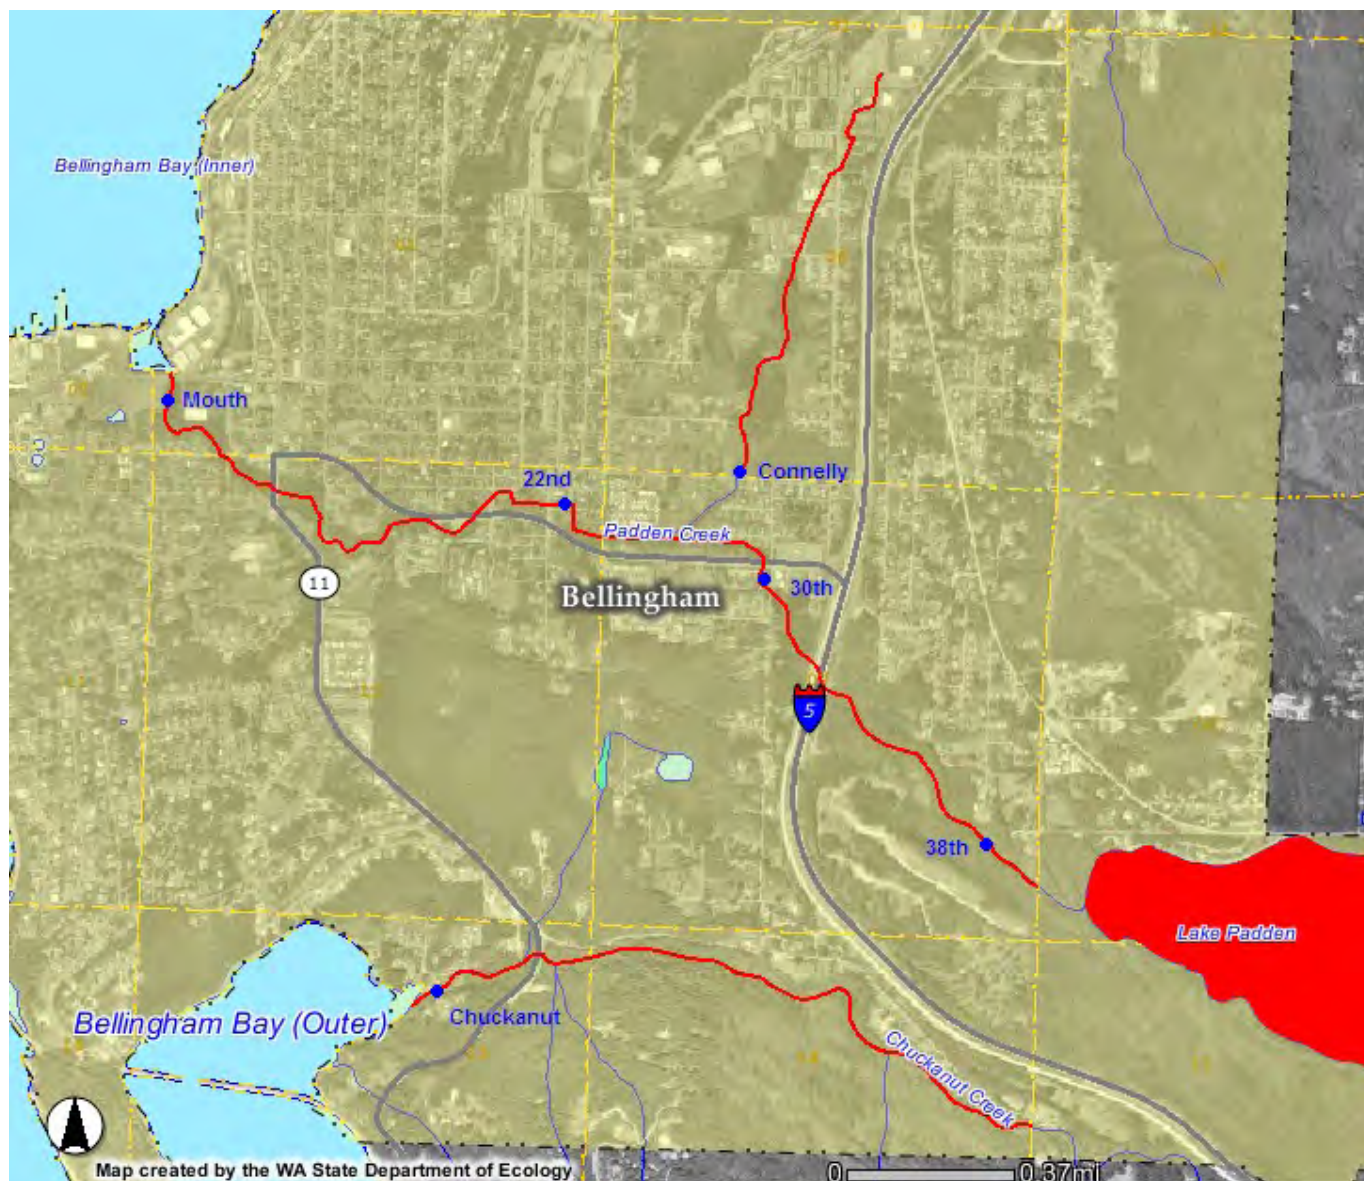 Bellingham Bay (Inner)
Mouth
22nd
Connelly
Padden Creek
30th
11
Bellingham
5
38th
Lake Padden
Bellingham Bay (Outer)
Chuckanut
Chuckanut Creek
Map created by the WA State Department of Ecology
0 0.37mi